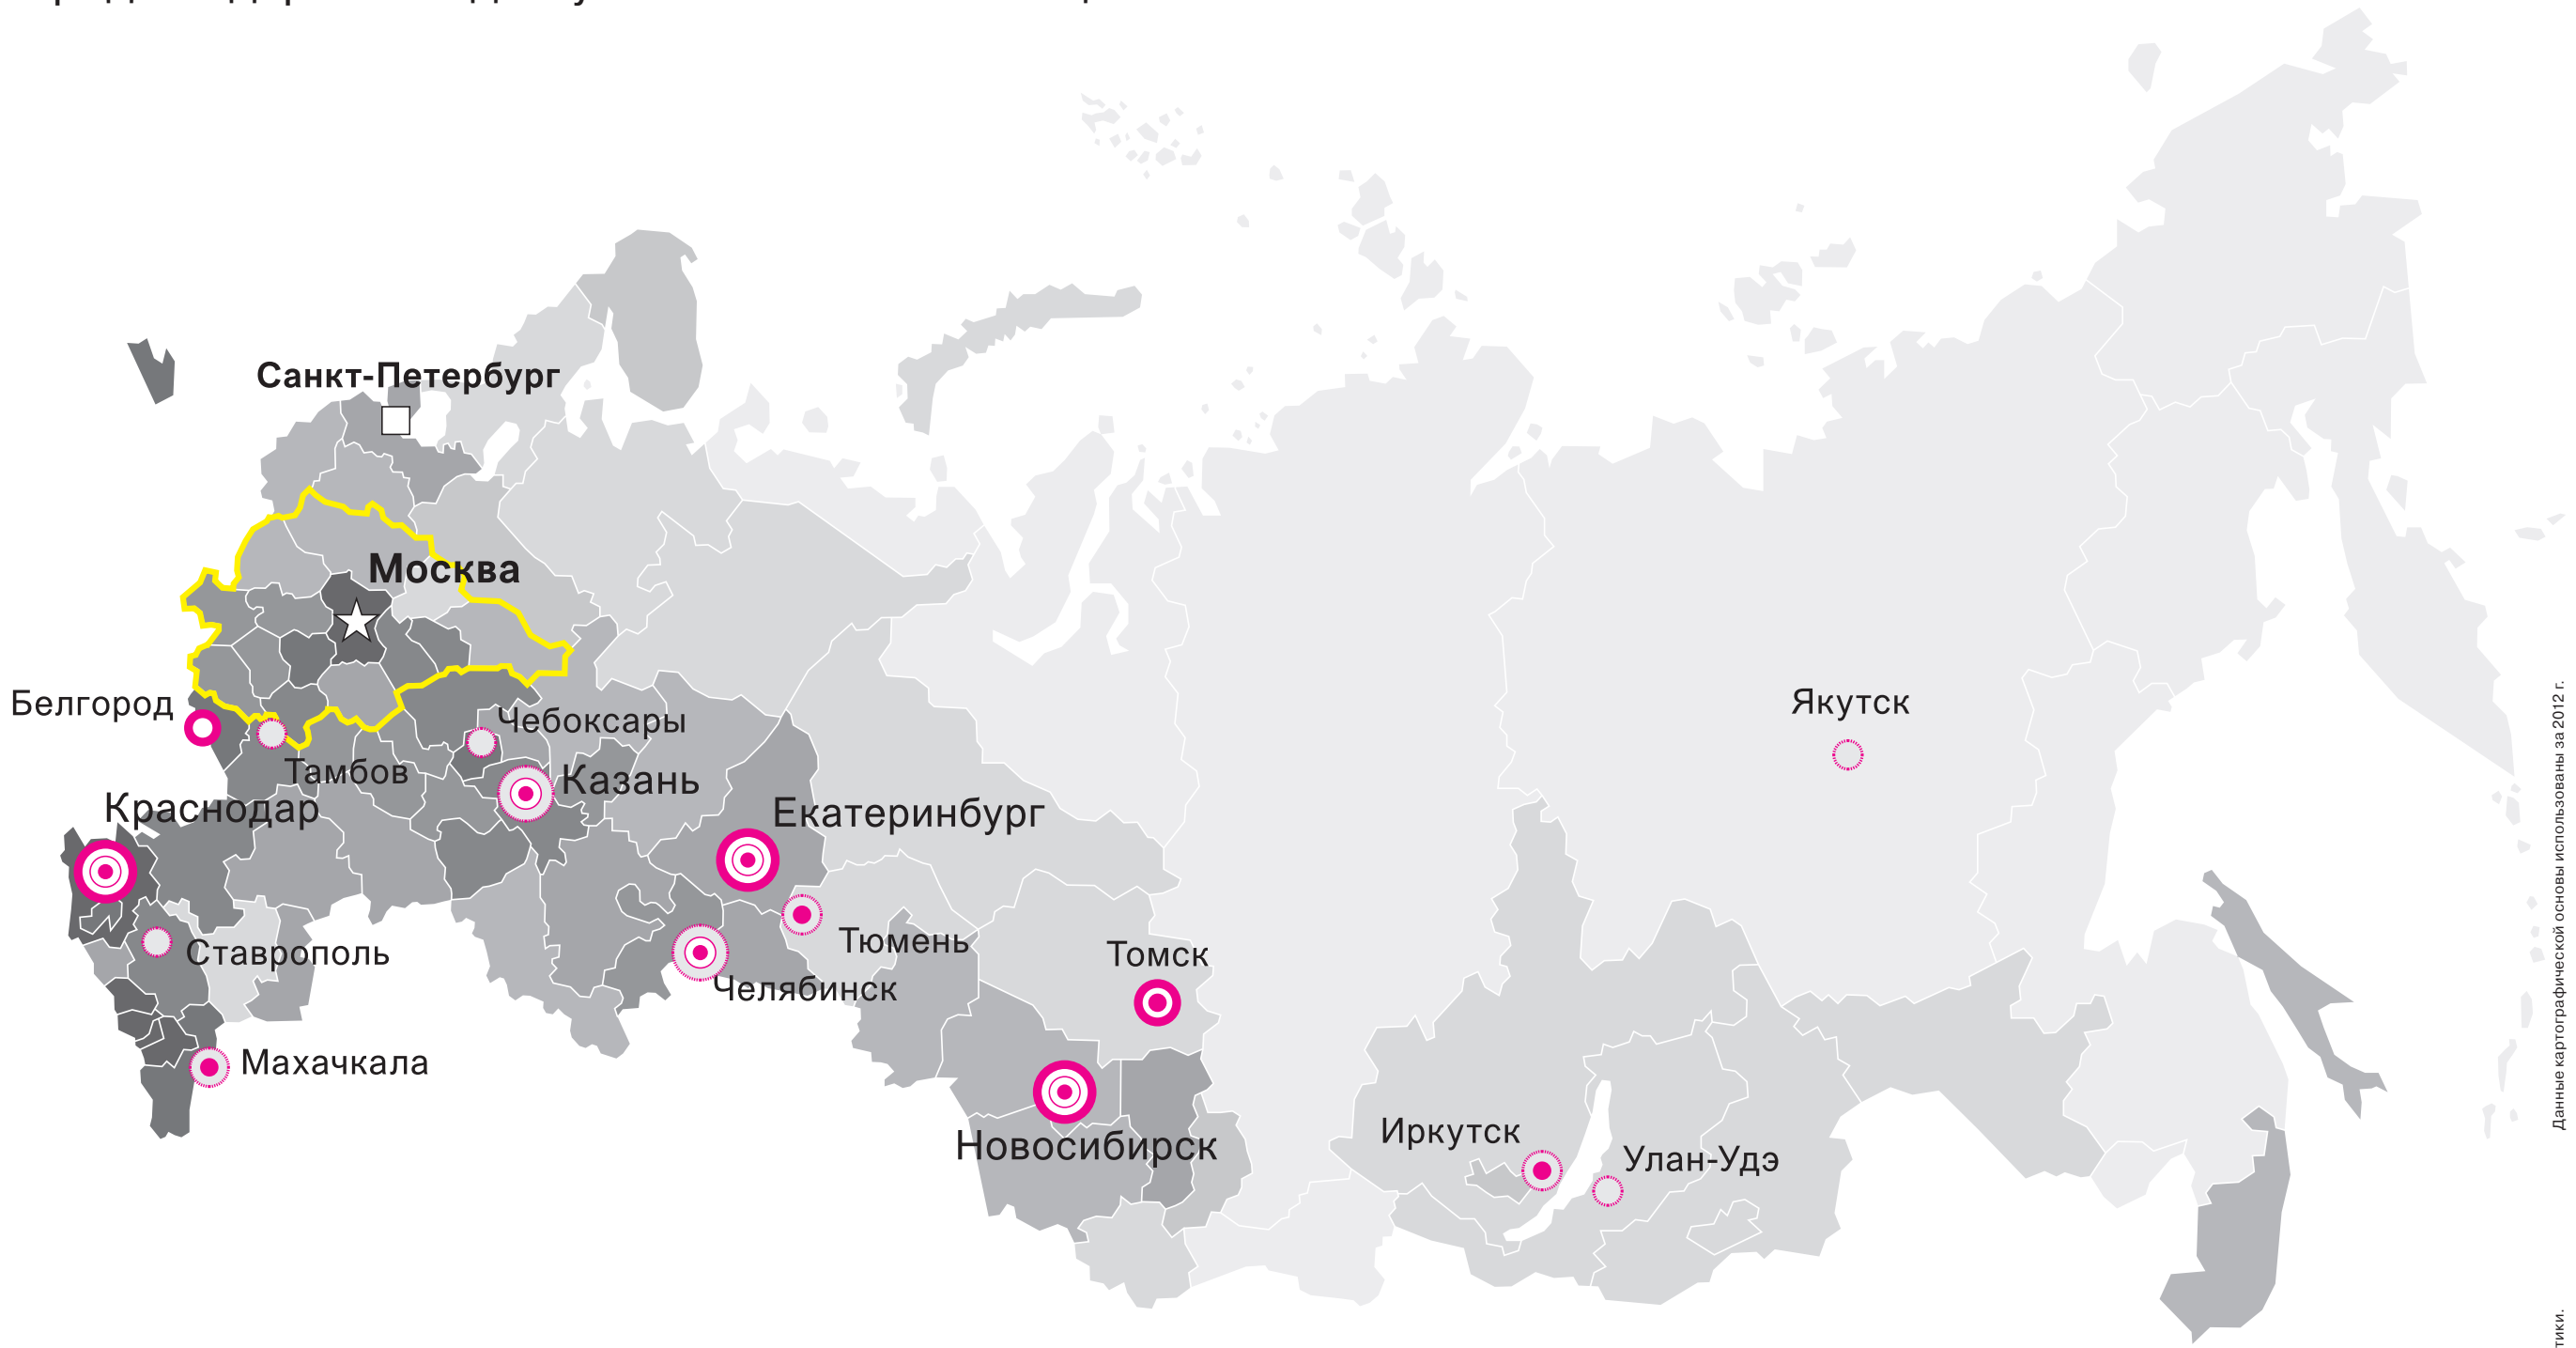 Санкт-Петербург
Москва
Белгород
Чебоксары
Якутск
Тамбов
Казань
Краснодар
Екатеринбург
Ставрополь
Тюмень
Томск
Челябинск
Махачкала
Новосибирск
Иркутск
Улан-Удэ
Данные картографической основы использованы за 2012 г.
тики.